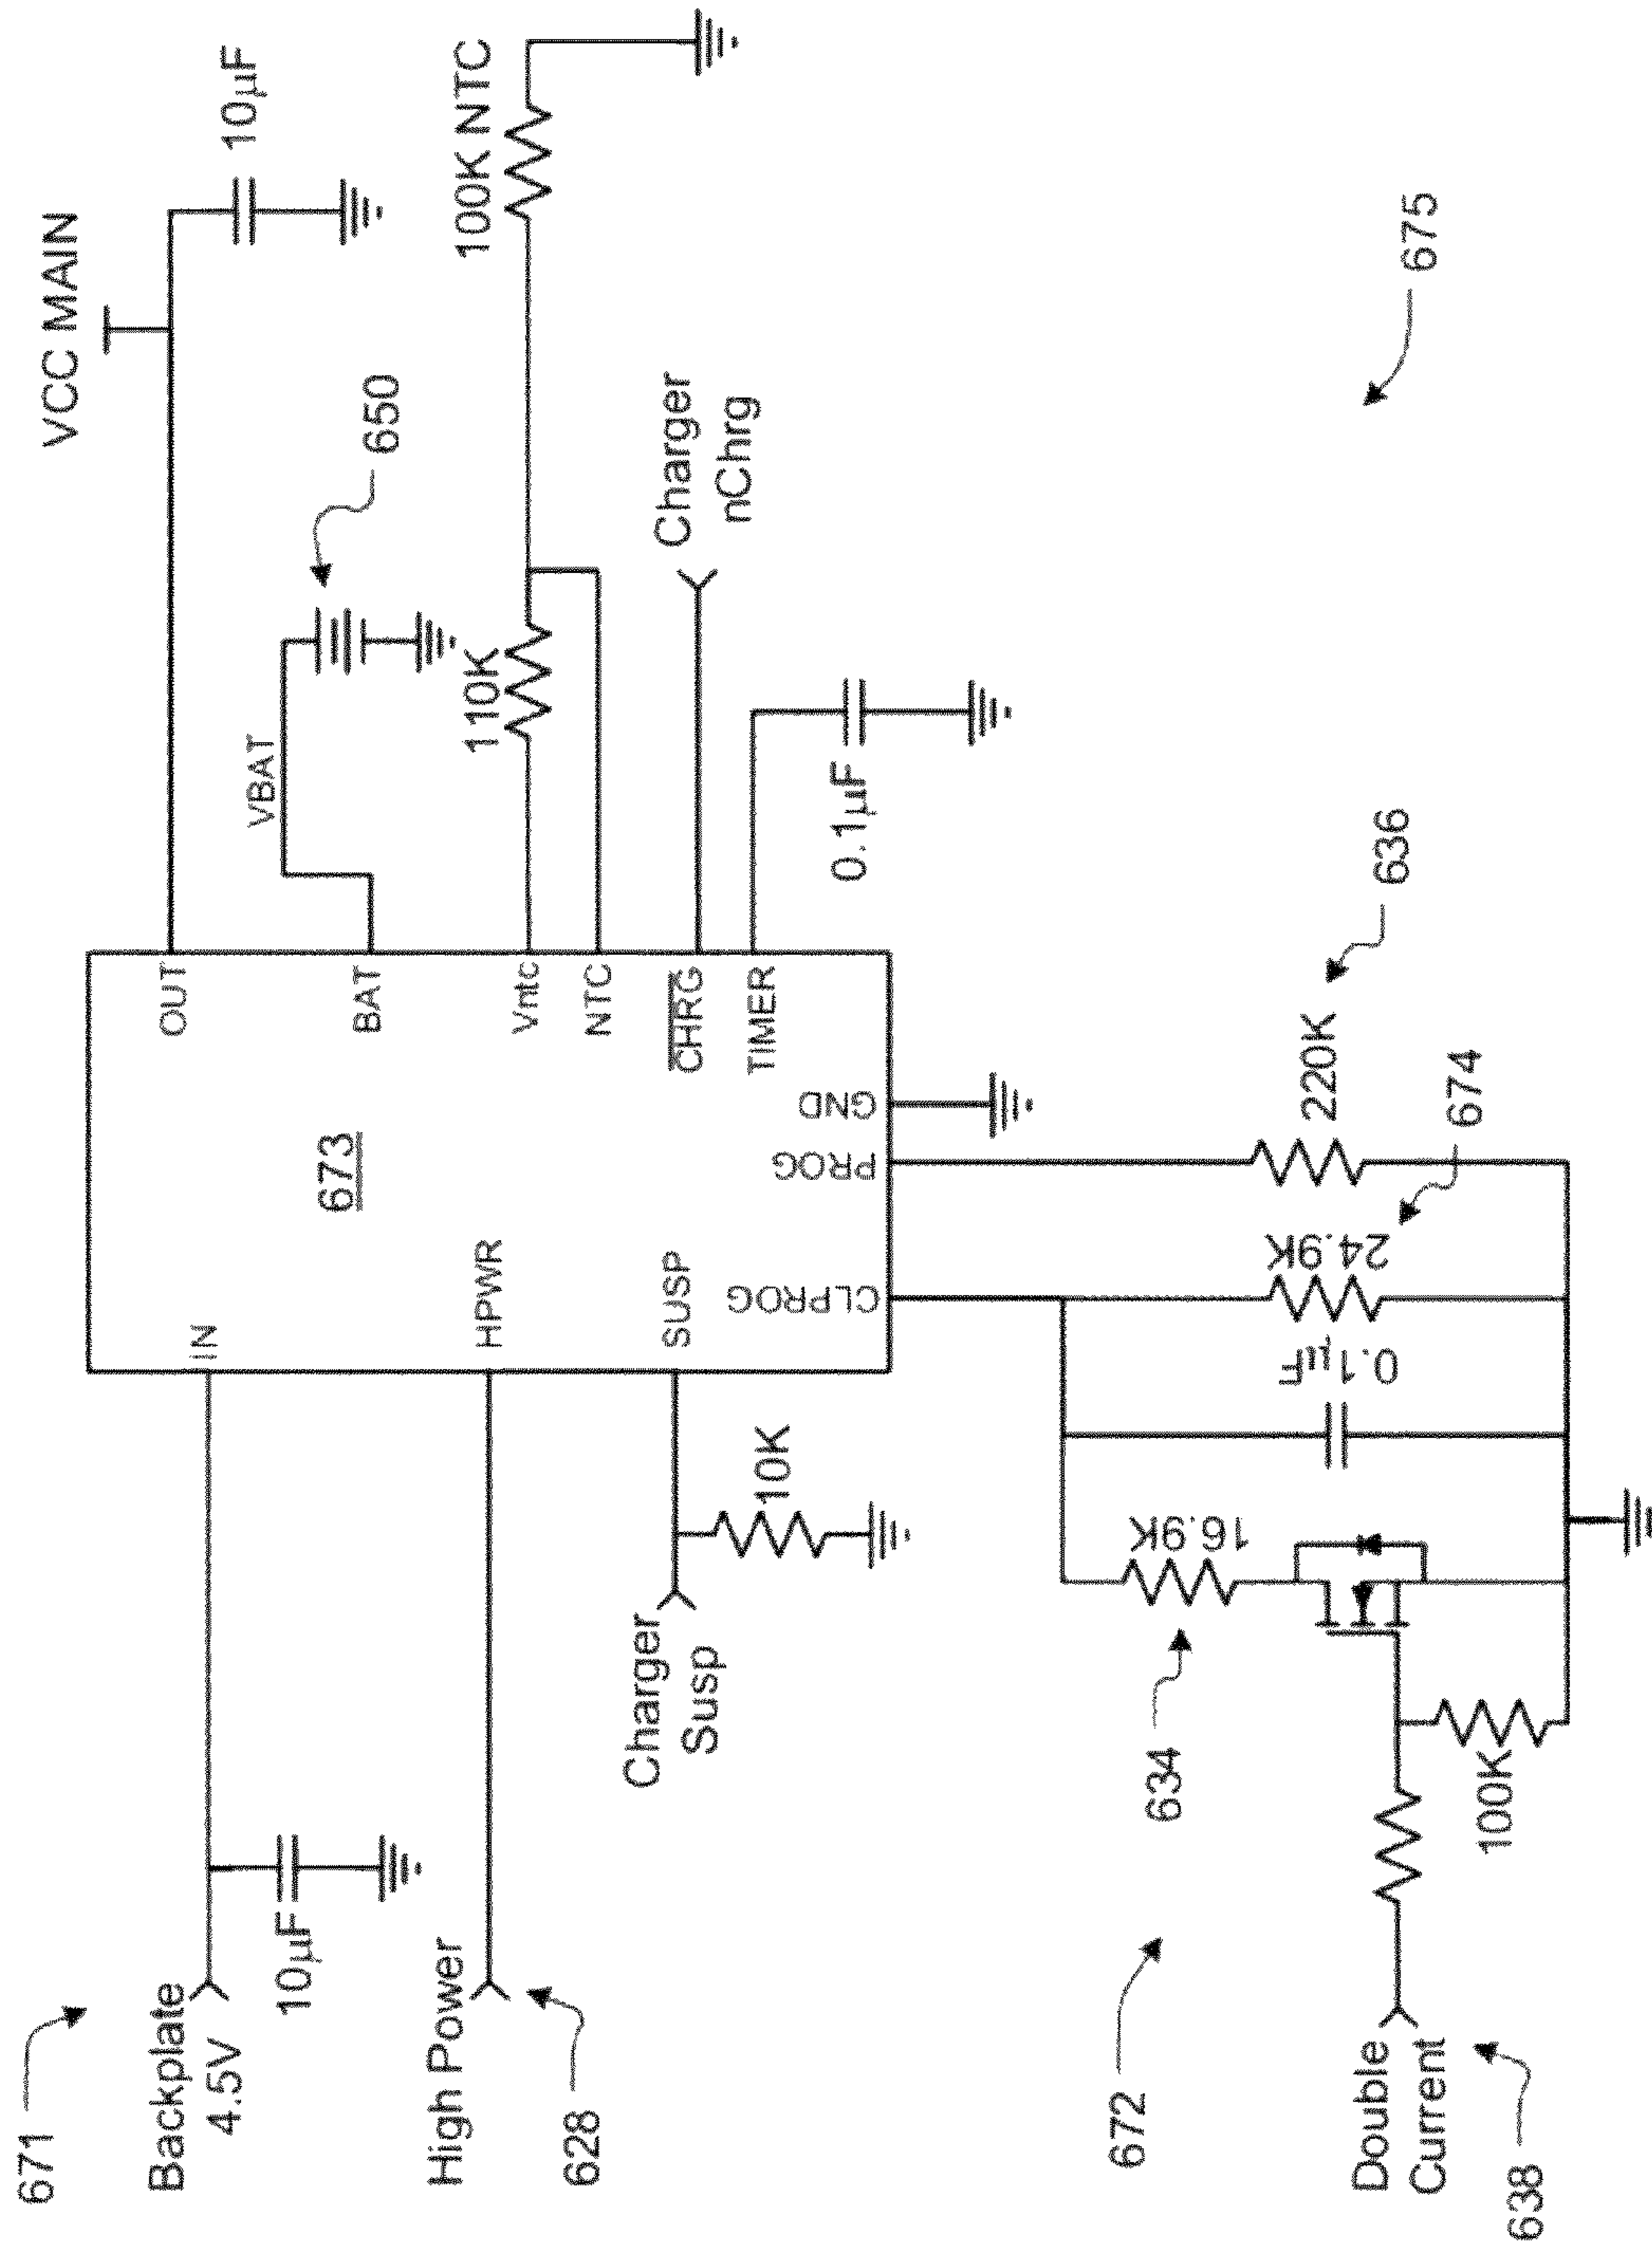 671
Backplate
4.5V
10µF
High Power
628
Charger
Susp
10K
IN
HPWR
SUSP
673
OUT
BAT
Vntc
NTC
CHRG
TIMER
GND
PROG
CLPROG
VCC MAIN
10µF
VBAT
650
110K
100K NTC
Charger
nChrg
0.1µF
672
634
16.9K
0.1µF
24.9K
674
220K
636
Double
Current
638
100K
675